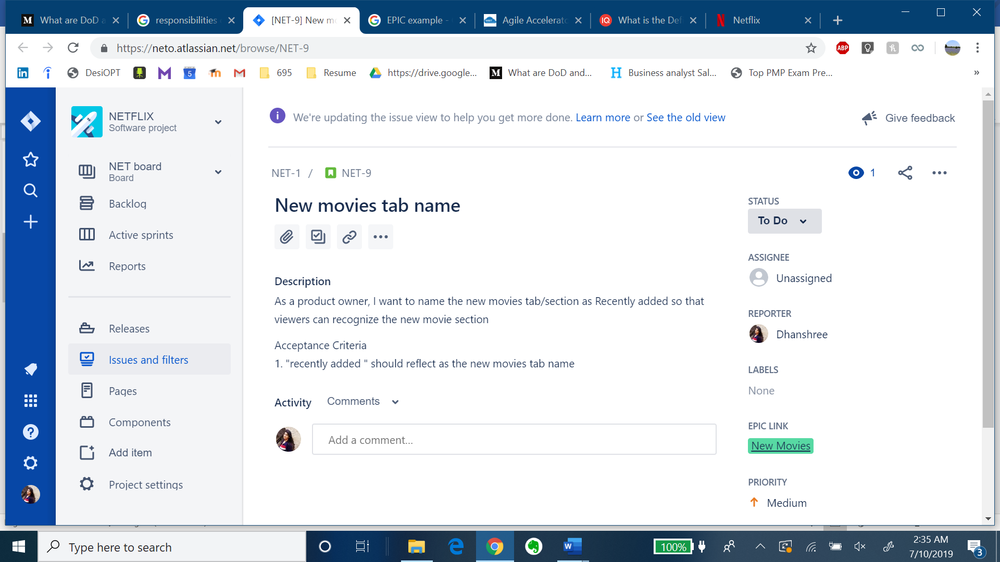 What are DoD a
responsibilities
[NET-9] New mo
EPIC example -
Agile Accelerato
IQ
What is the Def
Netflix
https://neto.atlassian.net/browse/NET-9
ABP
DesiOPT
5
695
Resume
https://drive.google...
What are DoD and...
Business analyst Sal...
Top PMP Exam Pre...
»
NETFLIX
Software project
NET board
Board
Backlog
Active sprints
Reports
Releases
Issues and filters
Pages
Components
Add item
Project settings
We're updating the issue view to help you get more done. Learn more or See the old view
Give feedback
NET-1 / NET-9
1
New movies tab name
Description
As a product owner, I want to name the new movies tab/section as Recently added so that
viewers can recognize the new movie section
Acceptance Criteria
1. "recently added " should reflect as the new movies tab name
Activity Comments
Add a comment...
STATUS
To Do
ASSIGNEE
Unassigned
REPORTER
Dhanshree
LABELS
None
EPIC LINK
New Movies
PRIORITY
Medium
Type here to search
100%
2:35 AM
7/10/2019
3